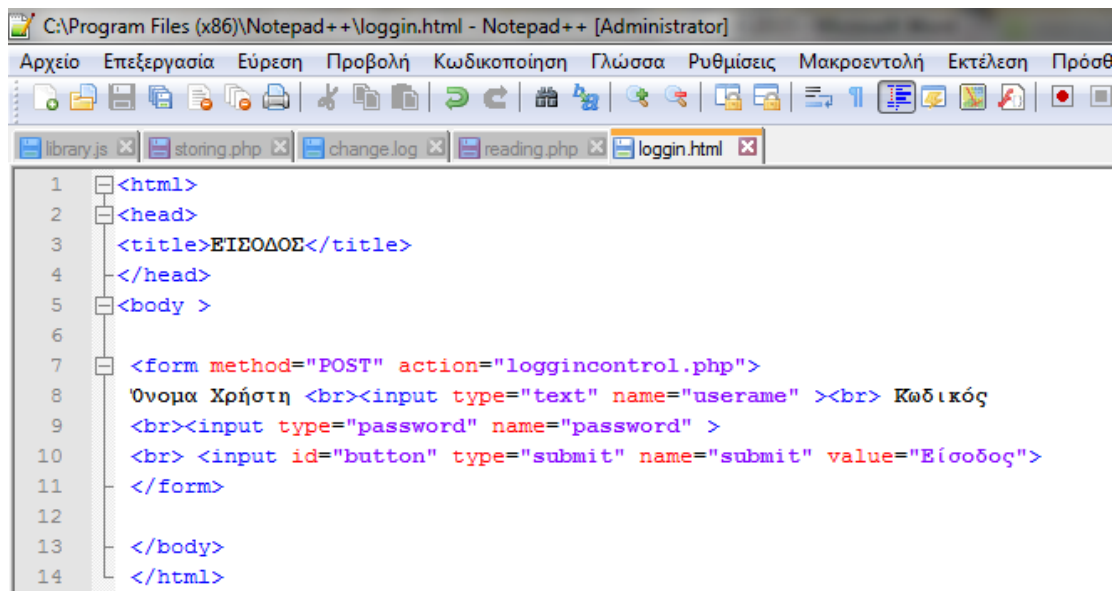 C:\Program Files (x86)\Notepad++\loggin.html - Notepad++ [Administrator]
Αρχείο Επεξεργασία Εύρεση Προβολή Κωδικοποίηση Γλώσσα Ρυθμίσεις Μακροεντολή Εκτέλεση Πρόσθ
library.js storing.php change.log reading.php loggin.html
1 <html>
2 <head>
3 <title>ΕΊΣΟΔΟΣ</title>
4 </head>
5 <body >
6
7 <form method="POST" action="loggincontrol.php">
8 Όνομα Χρήστη <br><input type="text" name="userame" ><br> Κωδικός
9 <br><input type="password" name="password" >
10 <br> <input id="button" type="submit" name="submit" value="Είσοδος">
11 </form>
12
13 </body>
14 </html>